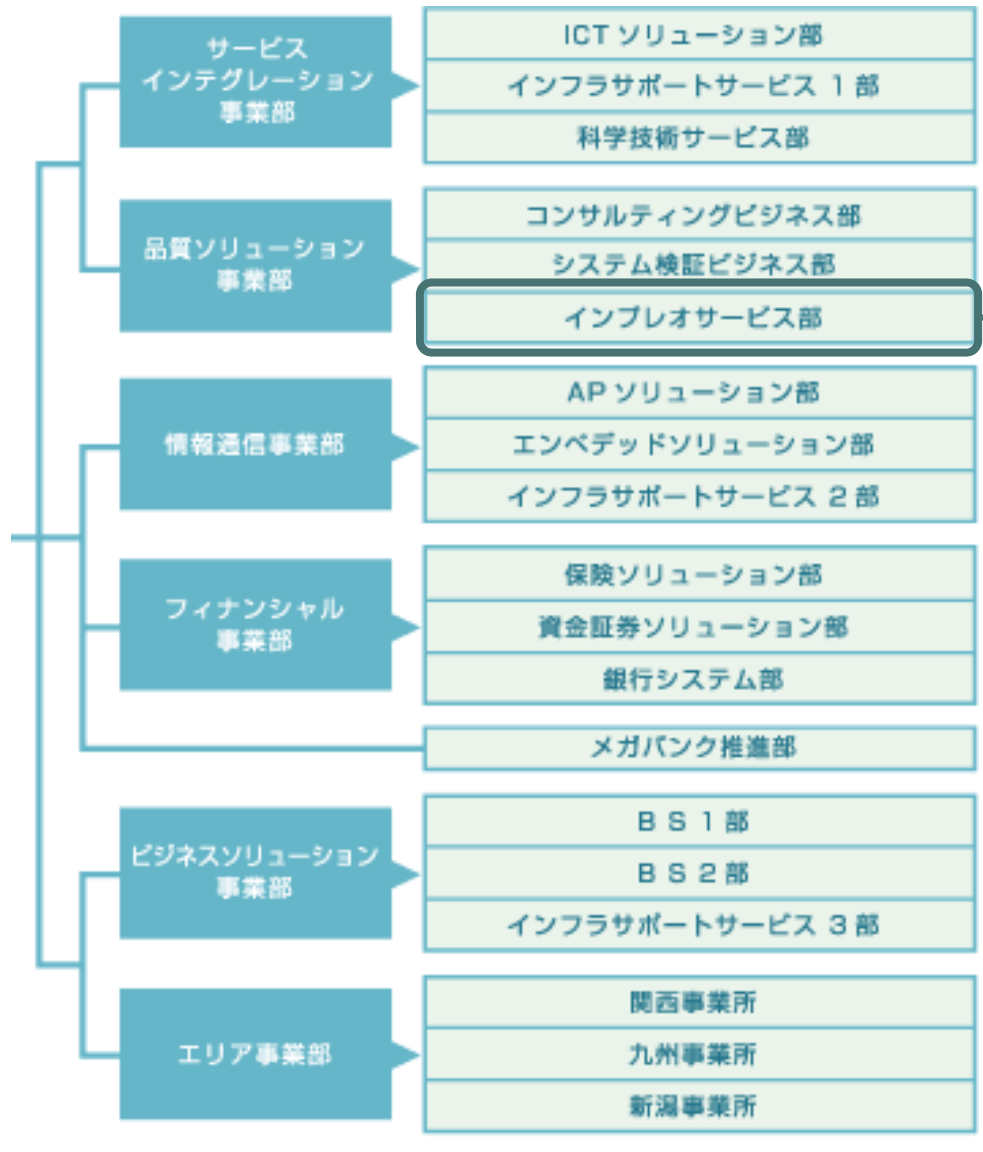 サービス
インテグレーション
事業部
ICT ソリューション部
インフラサポートサービス 1 部
科学技術サービス部
品質ソリューション
事業部
コンサルティングビジネス部
システム検証ビジネス部
インプレオサービス部
情報通信事業部
AP ソリューション部
エンベデッドソリューション部
インフラサポートサービス 2 部
フィナンシャル
事業部
保険ソリューション部
資金証券ソリューション部
銀行システム部
メガバンク推進部
ビジネスソリューション
事業部
B S 1 部
B S 2 部
インフラサポートサービス 3 部
エリア事業部
関西事業所
九州事業所
新潟事業所